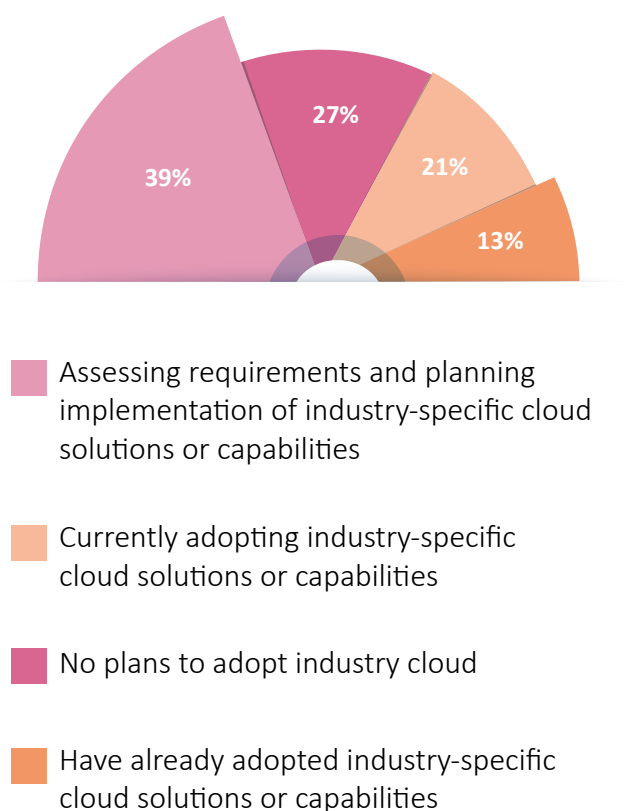 39%
27%
21%
13%
Assessing requirements and planning
implementation of industry-specific cloud
solutions or capabilities
Currently adopting industry-specific
cloud solutions or capabilities
No plans to adopt industry cloud
Have already adopted industry-specific
cloud solutions or capabilities